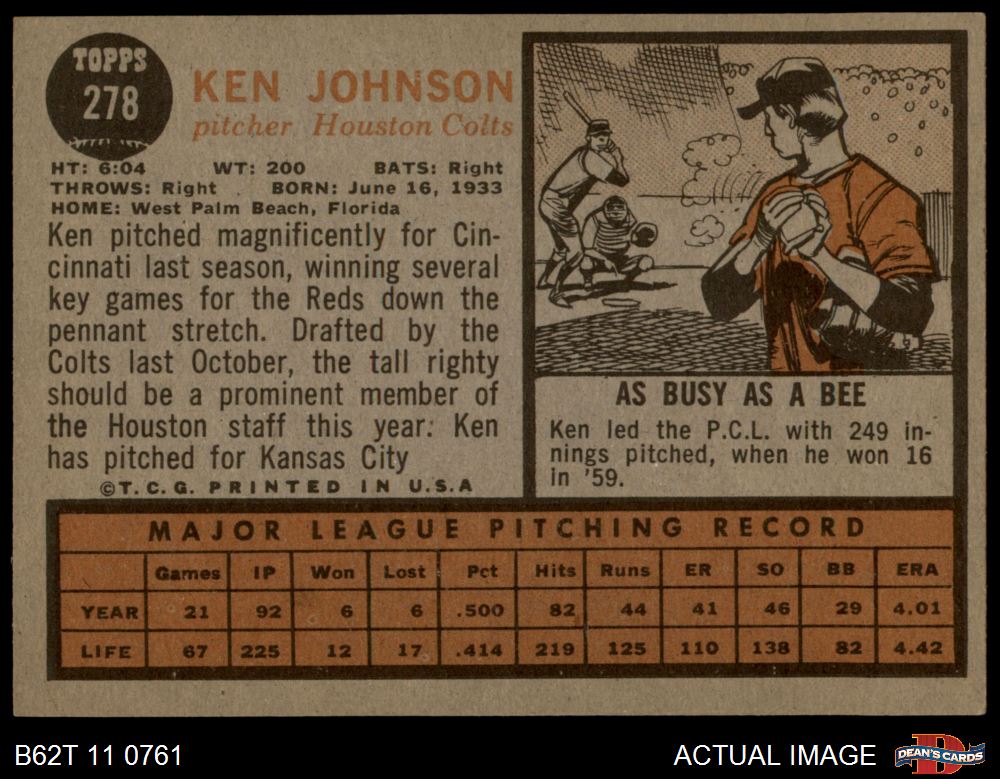 TOPPS
278
KEN JOHNSON
pitcher Houston Colts
HT: 6:04 WT: 200 BATS: Right
THROWS: Right BORN: June 16, 1933
HOME: West Palm Beach, Florida
Ken pitched magnificently for Cin-
cinnati last season, winning several
key games for the Reds down the
pennant stretch. Drafted by the
Colts last October, the tall righty
should be a prominent member of
the Houston staff this year. Ken
has pitched for Kansas City
©T.C.G. PRINTED IN U.S.A
AS BUSY AS A BEE
Ken led the P.C.L. with 249 in-
nings pitched, when he won 16
in '59.
MAJOR LEAGUE PITCHING RECORD
Games IP Won Lost Pct Hits Runs ER SO BB ERA
YEAR 21 92 6 6 .500 82 44 41 46 29 4.01
LIFE 67 225 12 17 .414 219 125 110 138 82 4.42
B62T 11 0761
ACTUAL IMAGE
D
DEAN'S CARDS